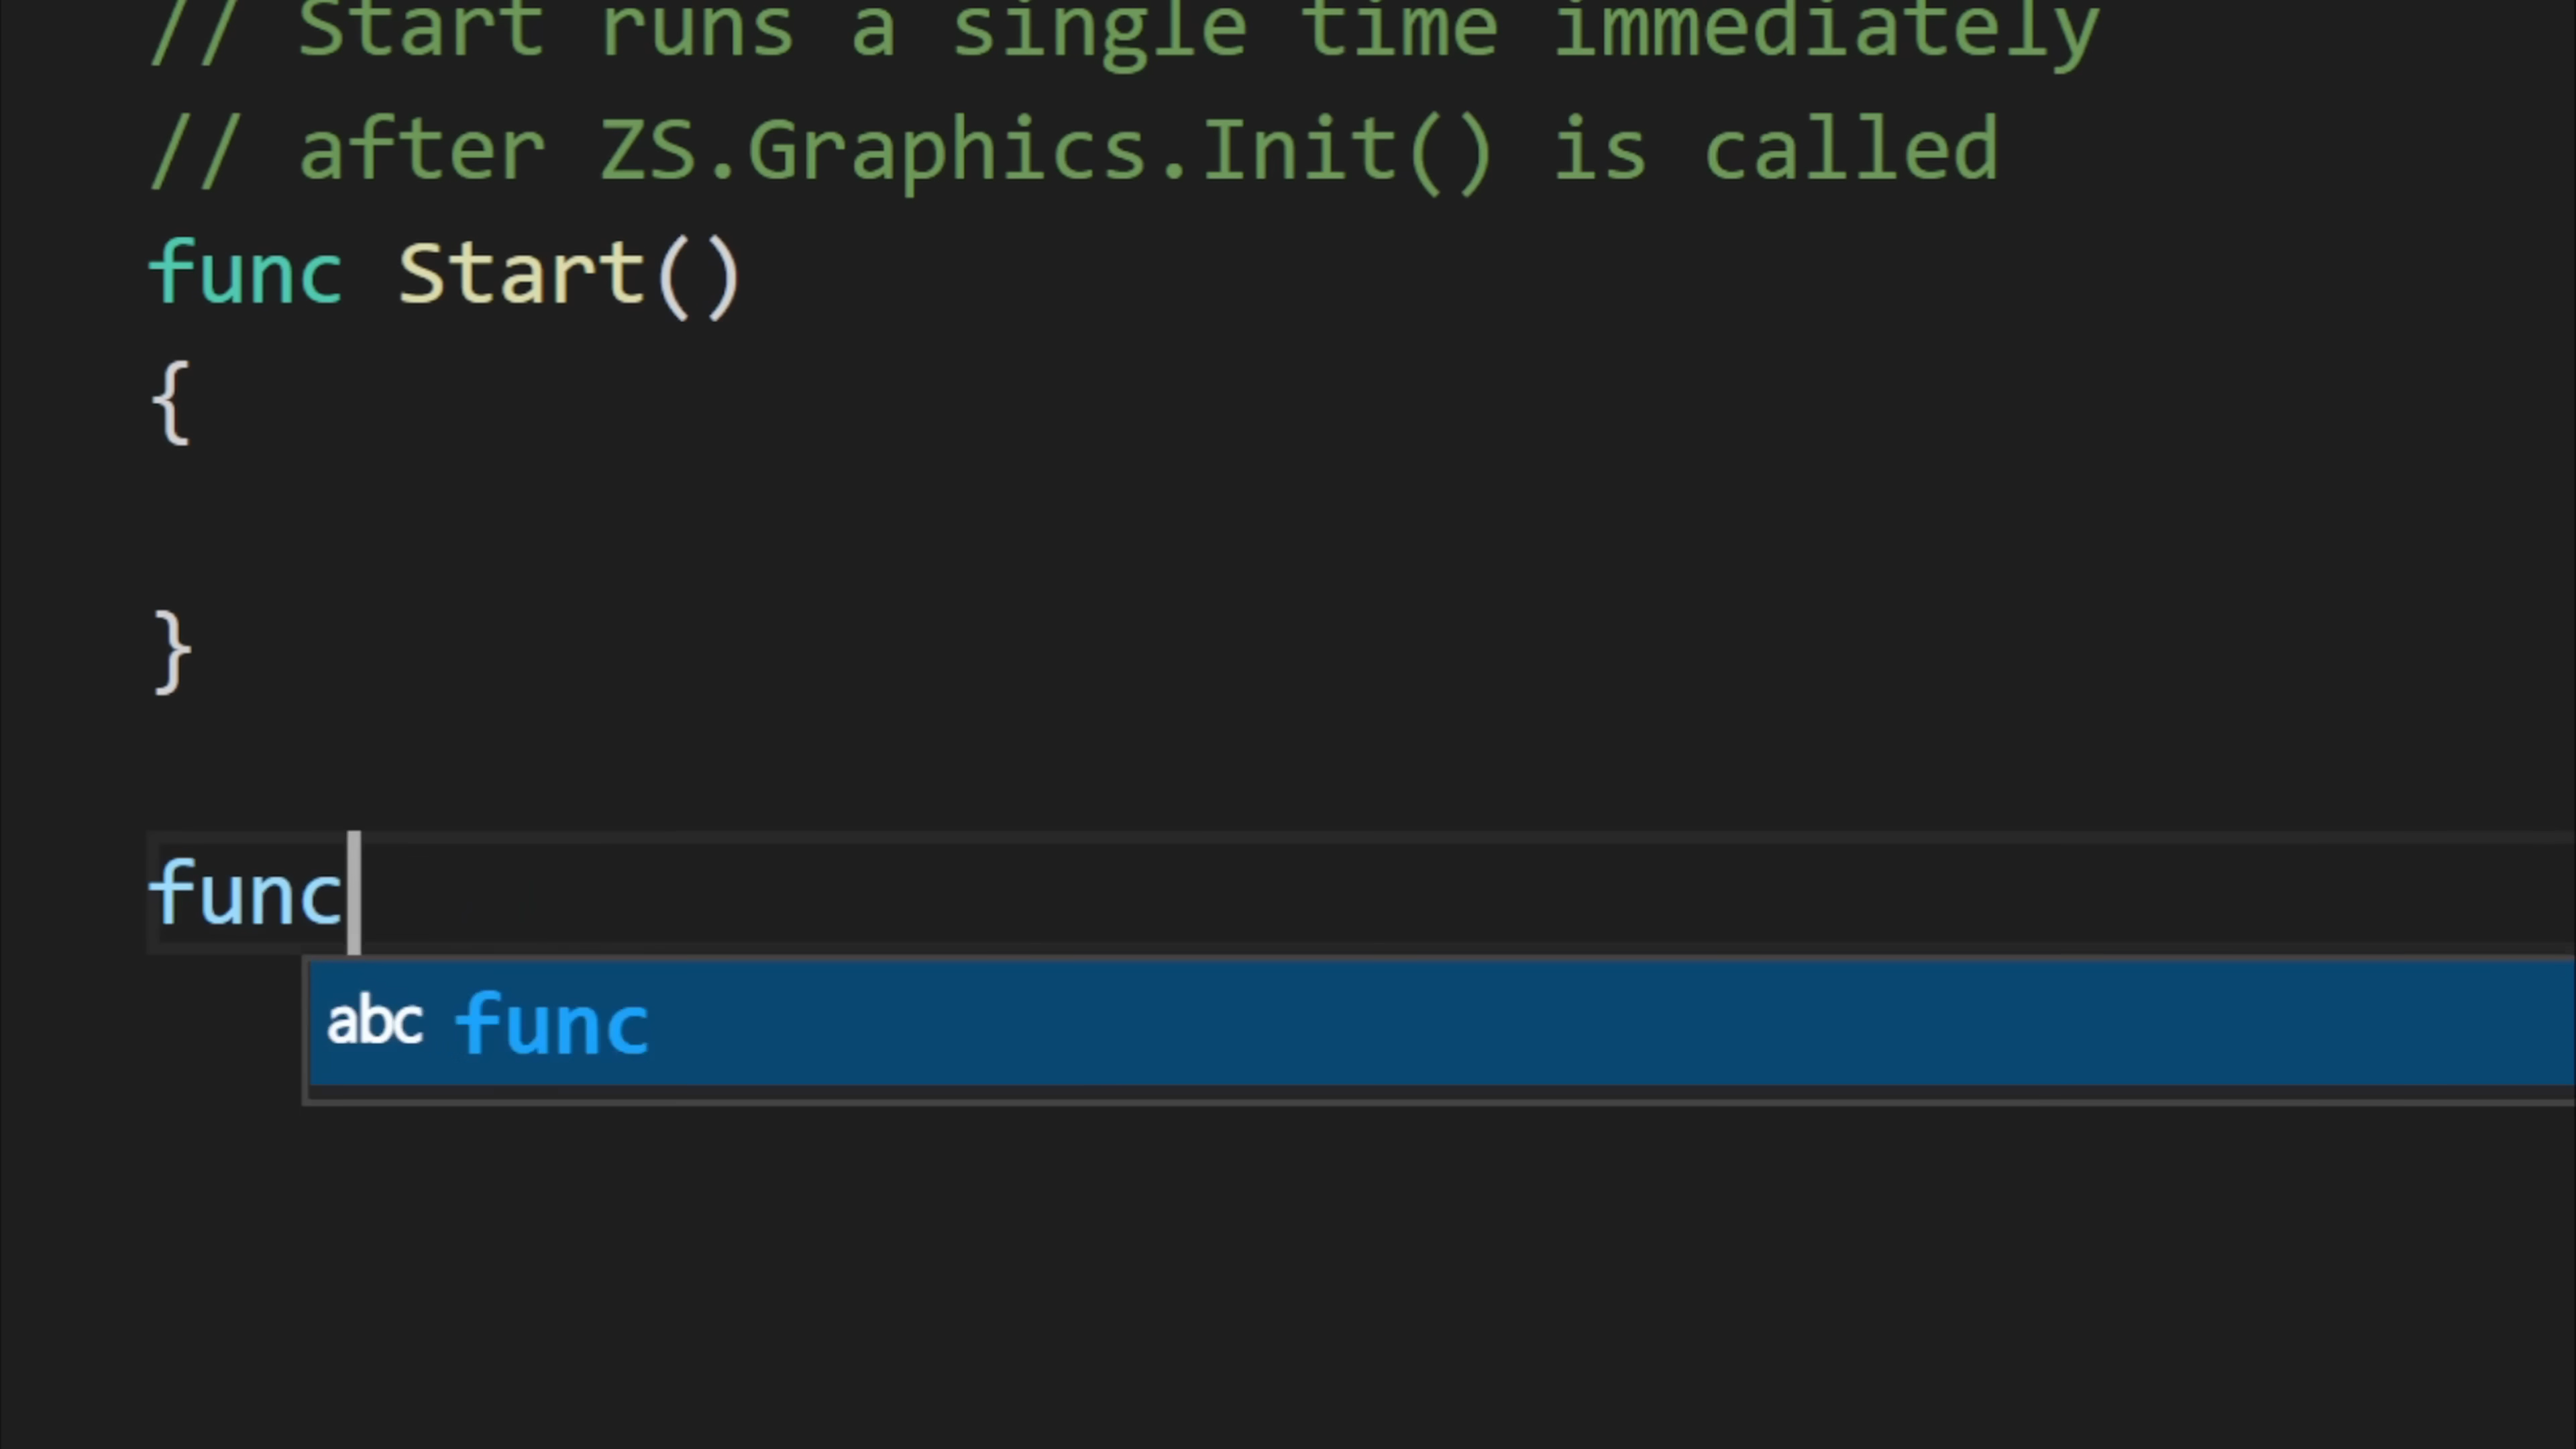 // Start runs a single time immediately
// after ZS.Graphics.Init() is called
func Start()
{
}
func
abc func